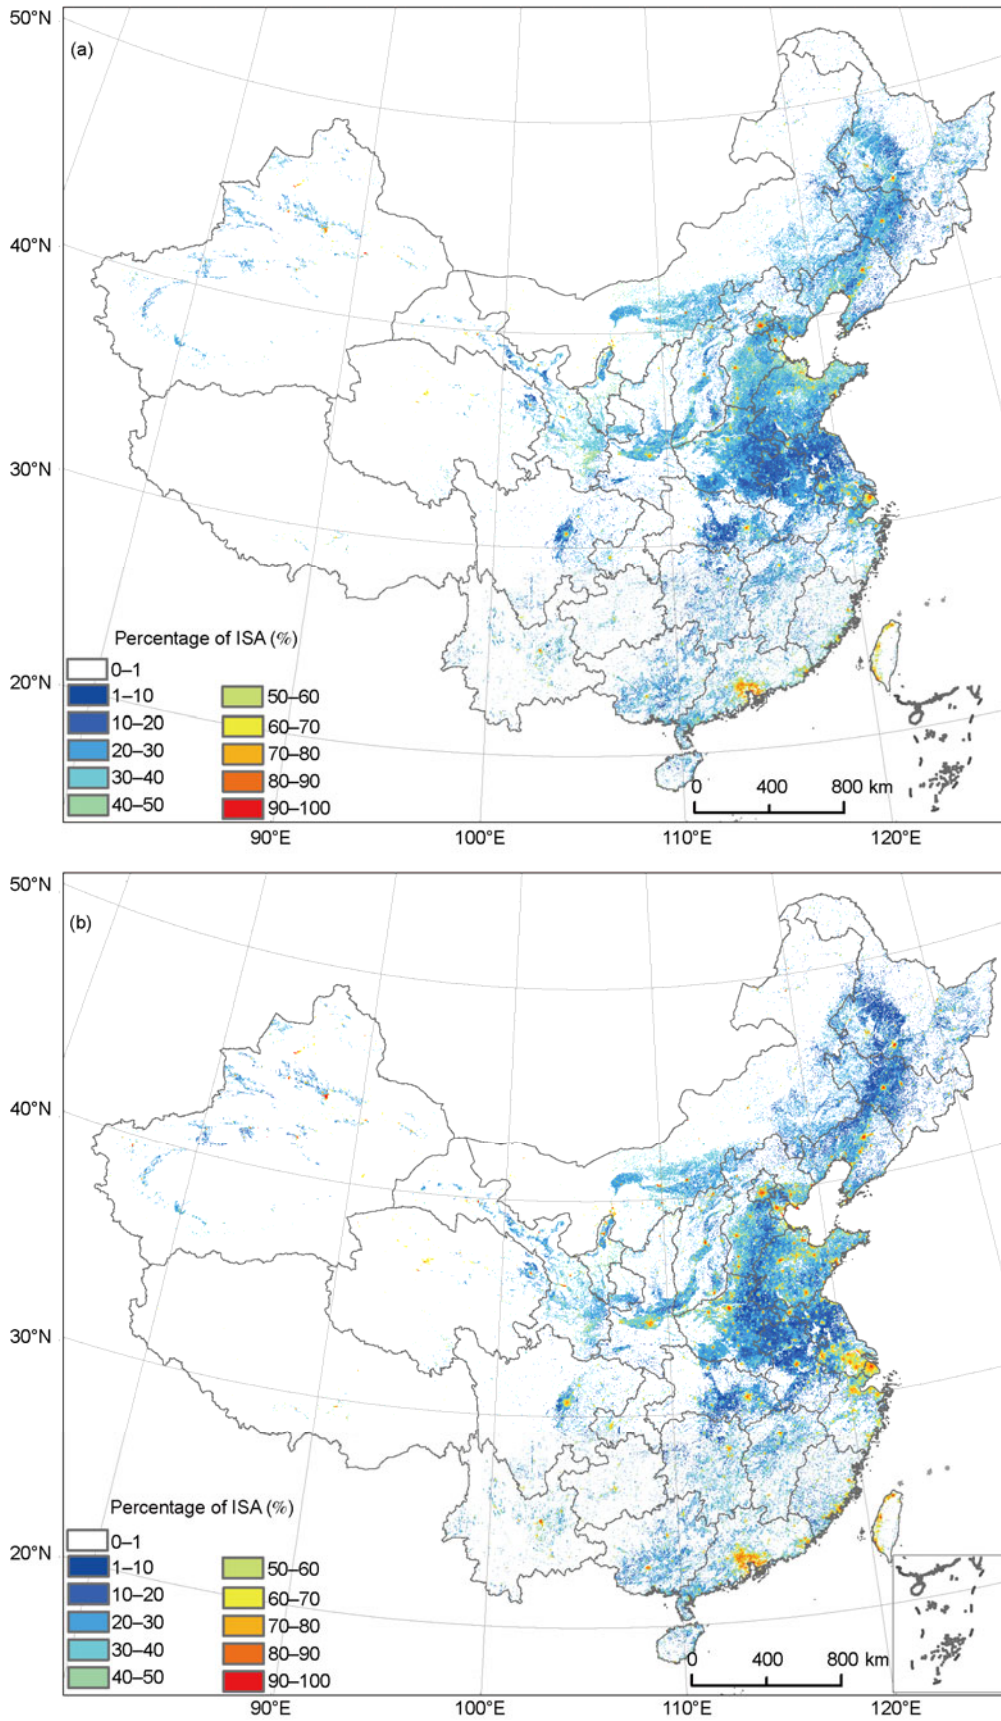 50°N
(a)
40°N
30°N
20°N
Percentage of ISA (%)
0–1
1–10
50–60
10–20
60–70
20–30
70–80
30–40
80–90
40–50
90–100
0 400 800 km
90°E 100°E 110°E 120°E
50°N
(b)
40°N
30°N
20°N
Percentage of ISA (%)
0–1
1–10
50–60
10–20
60–70
20–30
70–80
30–40
80–90
40–50
90–100
0 400 800 km
90°E 100°E 110°E 120°E